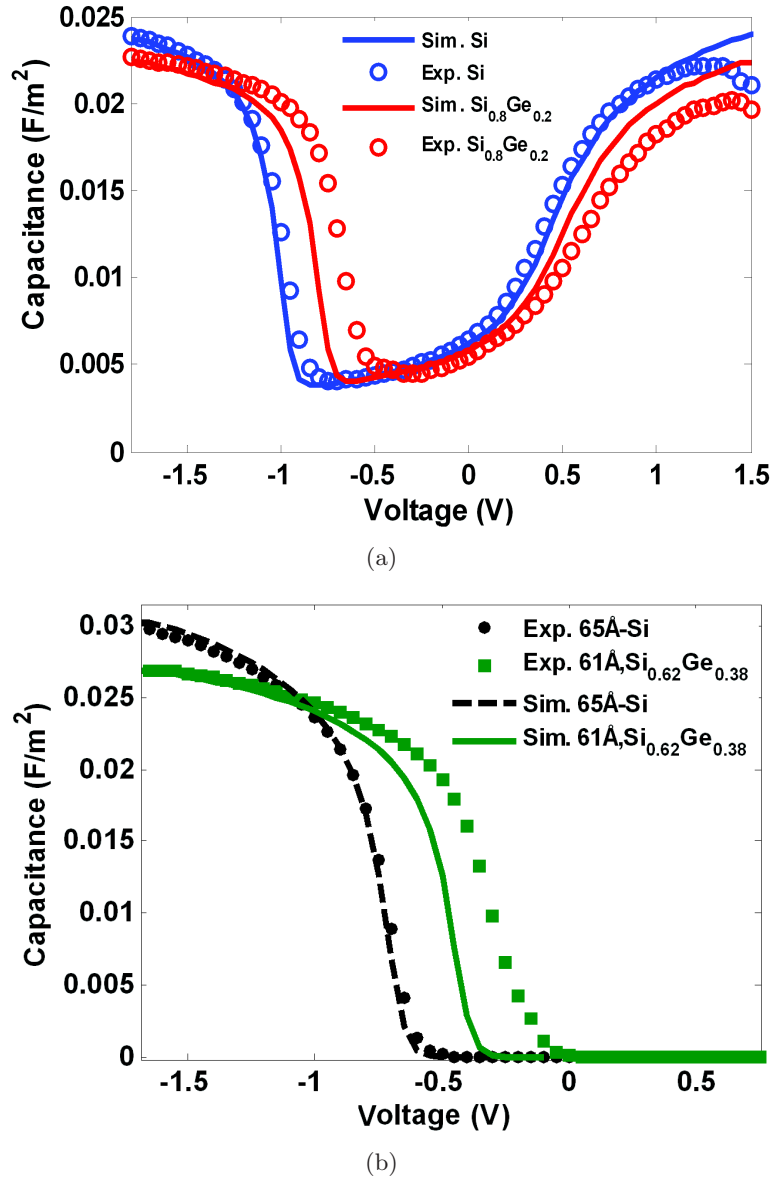 0.025
0.02
0.015
0.01
0.005
0
Capacitance (F/m²)
Sim. Si
Exp. Si
Sim. Si₀.₈Ge₀.₂
Exp. Si₀.₈Ge₀.₂
-1.5 -1 -0.5 0 0.5 1 1.5
Voltage (V)
(a)
0.03
0.025
0.02
0.015
0.01
0.005
0
Capacitance (F/m²)
Exp. 65Å-Si
Exp. 61Å,Si₀.₆₂Ge₀.₃₈
Sim. 65Å-Si
Sim. 61Å,Si₀.₆₂Ge₀.₃₈
-1.5 -1 -0.5 0 0.5
Voltage (V)
(b)